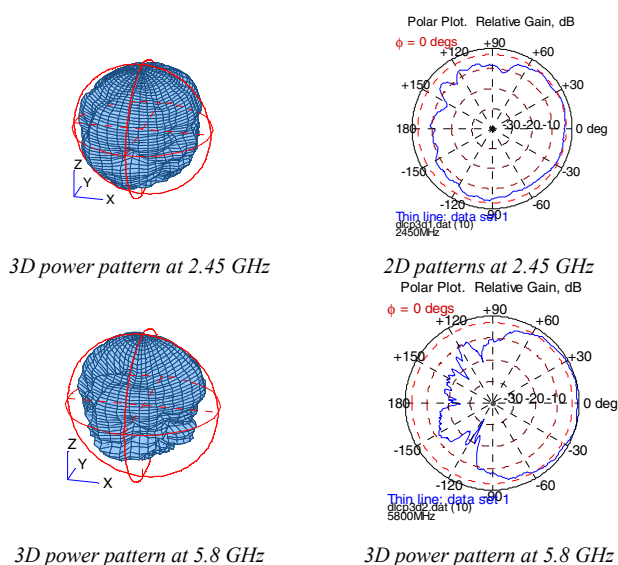 Polar Plot. Relative Gain, dB
ϕ = 0 degs
+90
+120
+60
+150
+30
180
-30 -20 -10
0 deg
-150
-30
-120
-60
-90
Thin line: data set 1
dlcp3d1.dat (10)
2450MHz
Z
Y
X
3D power pattern at 2.45 GHz
2D patterns at 2.45 GHz
Polar Plot. Relative Gain, dB
ϕ = 0 degs
+90
+120
+60
+150
+30
180
-30 -20 -10
0 deg
-150
-30
-120
-60
-90
Thin line: data set 1
dlcp3d2.dat (10)
5800MHz
Z
Y
X
3D power pattern at 5.8 GHz
3D power pattern at 5.8 GHz